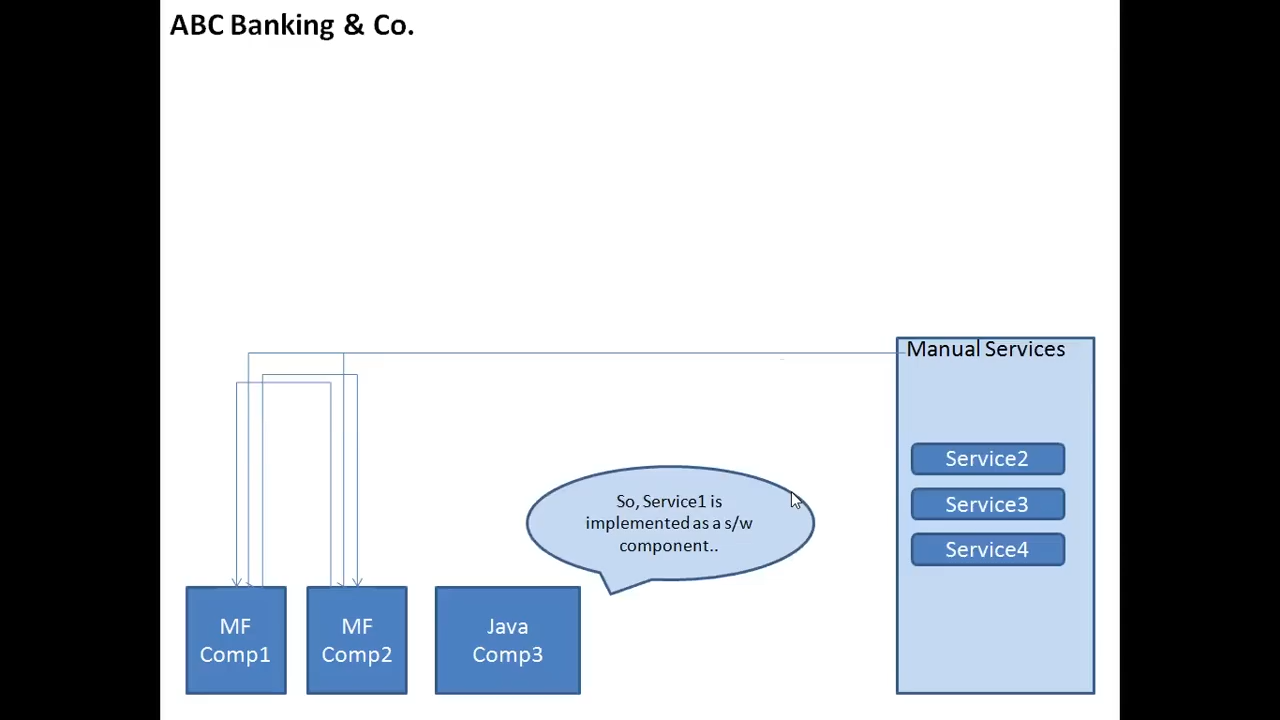 ABC Banking & Co.
Manual Services
Service2
Service3
Service4
So, Service1 is
implemented as a s/w
component..
MF
Comp1
MF
Comp2
Java
Comp3